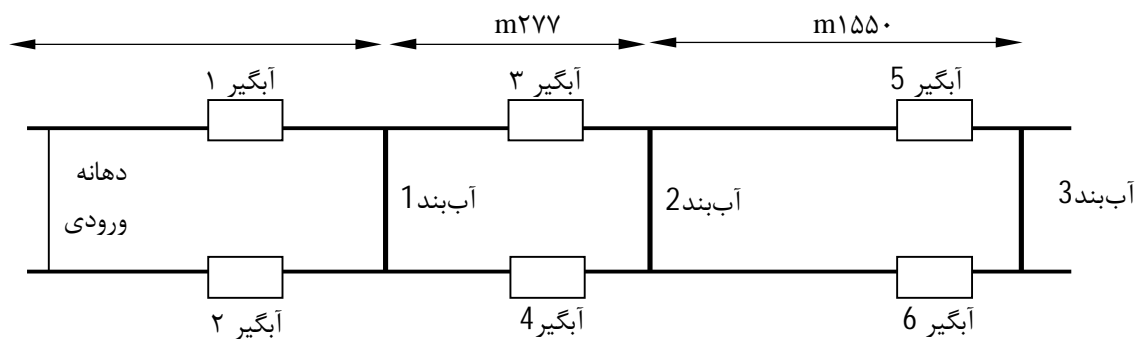 m۲۷۷
m۱۵۵۰
آبگیر ۱
آبگیر ۳
آبگیر 5
دهانه
ورودی
آب‌بند1
آب‌بند2
آب‌بند3
آبگیر ۲
آبگیر4
آبگیر 6